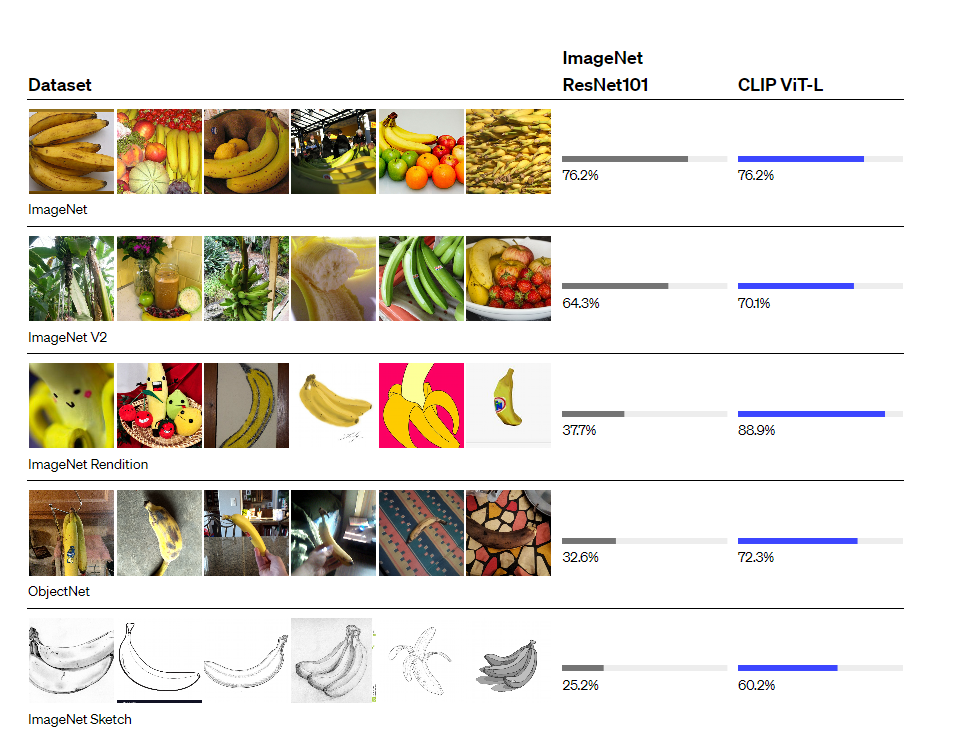 ImageNet
Dataset
ResNet101
CLIP ViT-L
76.2%
76.2%
ImageNet
64.3%
70.1%
ImageNet V2
37.7%
88.9%
ImageNet Rendition
32.6%
72.3%
ObjectNet
25.2%
60.2%
ImageNet Sketch